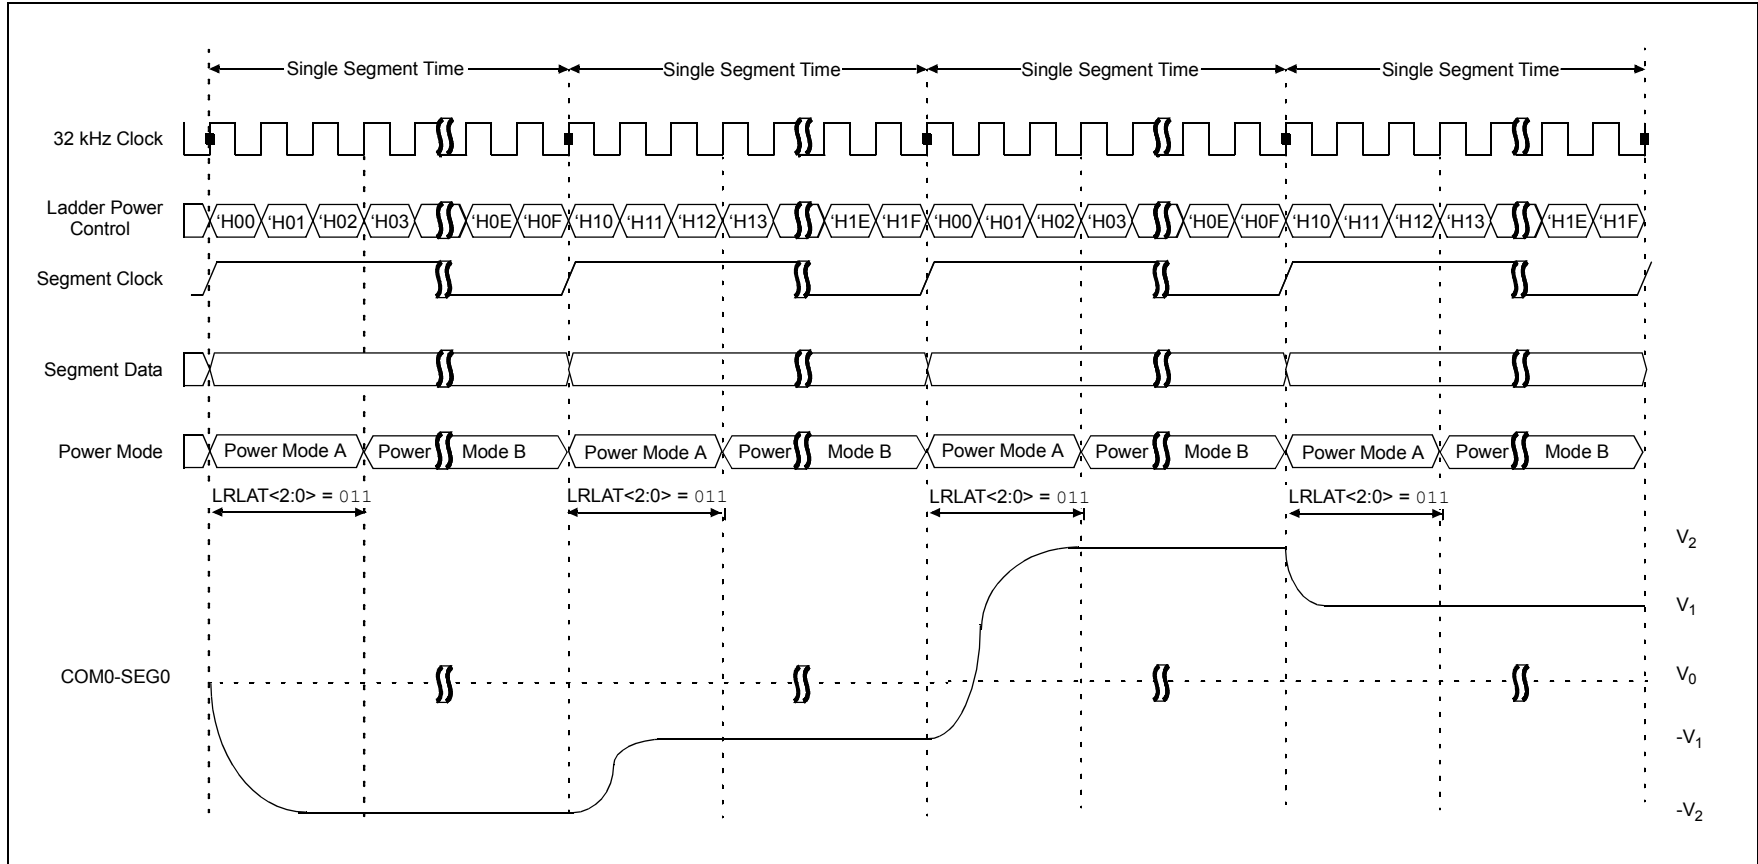 Single Segment Time Single Segment Time Single Segment Time Single Segment Time
32 kHz Clock
Ladder Power
Control
‘H00 ‘H01 ‘H02 ‘H03 ‘H0E ‘H0F ‘H10 ‘H11 ‘H12 ‘H13 ‘H1E ‘H1F ‘H00 ‘H01 ‘H02 ‘H03 ‘H0E ‘H0F ‘H10 ‘H11 ‘H12 ‘H13 ‘H1E ‘H1F
Segment Clock
Segment Data
Power Mode Power Mode A Power Mode B Power Mode A Power Mode B Power Mode A Power Mode B Power Mode A Power Mode B
LRLAT<2:0> = 011 LRLAT<2:0> = 011 LRLAT<2:0> = 011 LRLAT<2:0> = 011
V2
V1
COM0-SEG0 V0
-V1
-V2